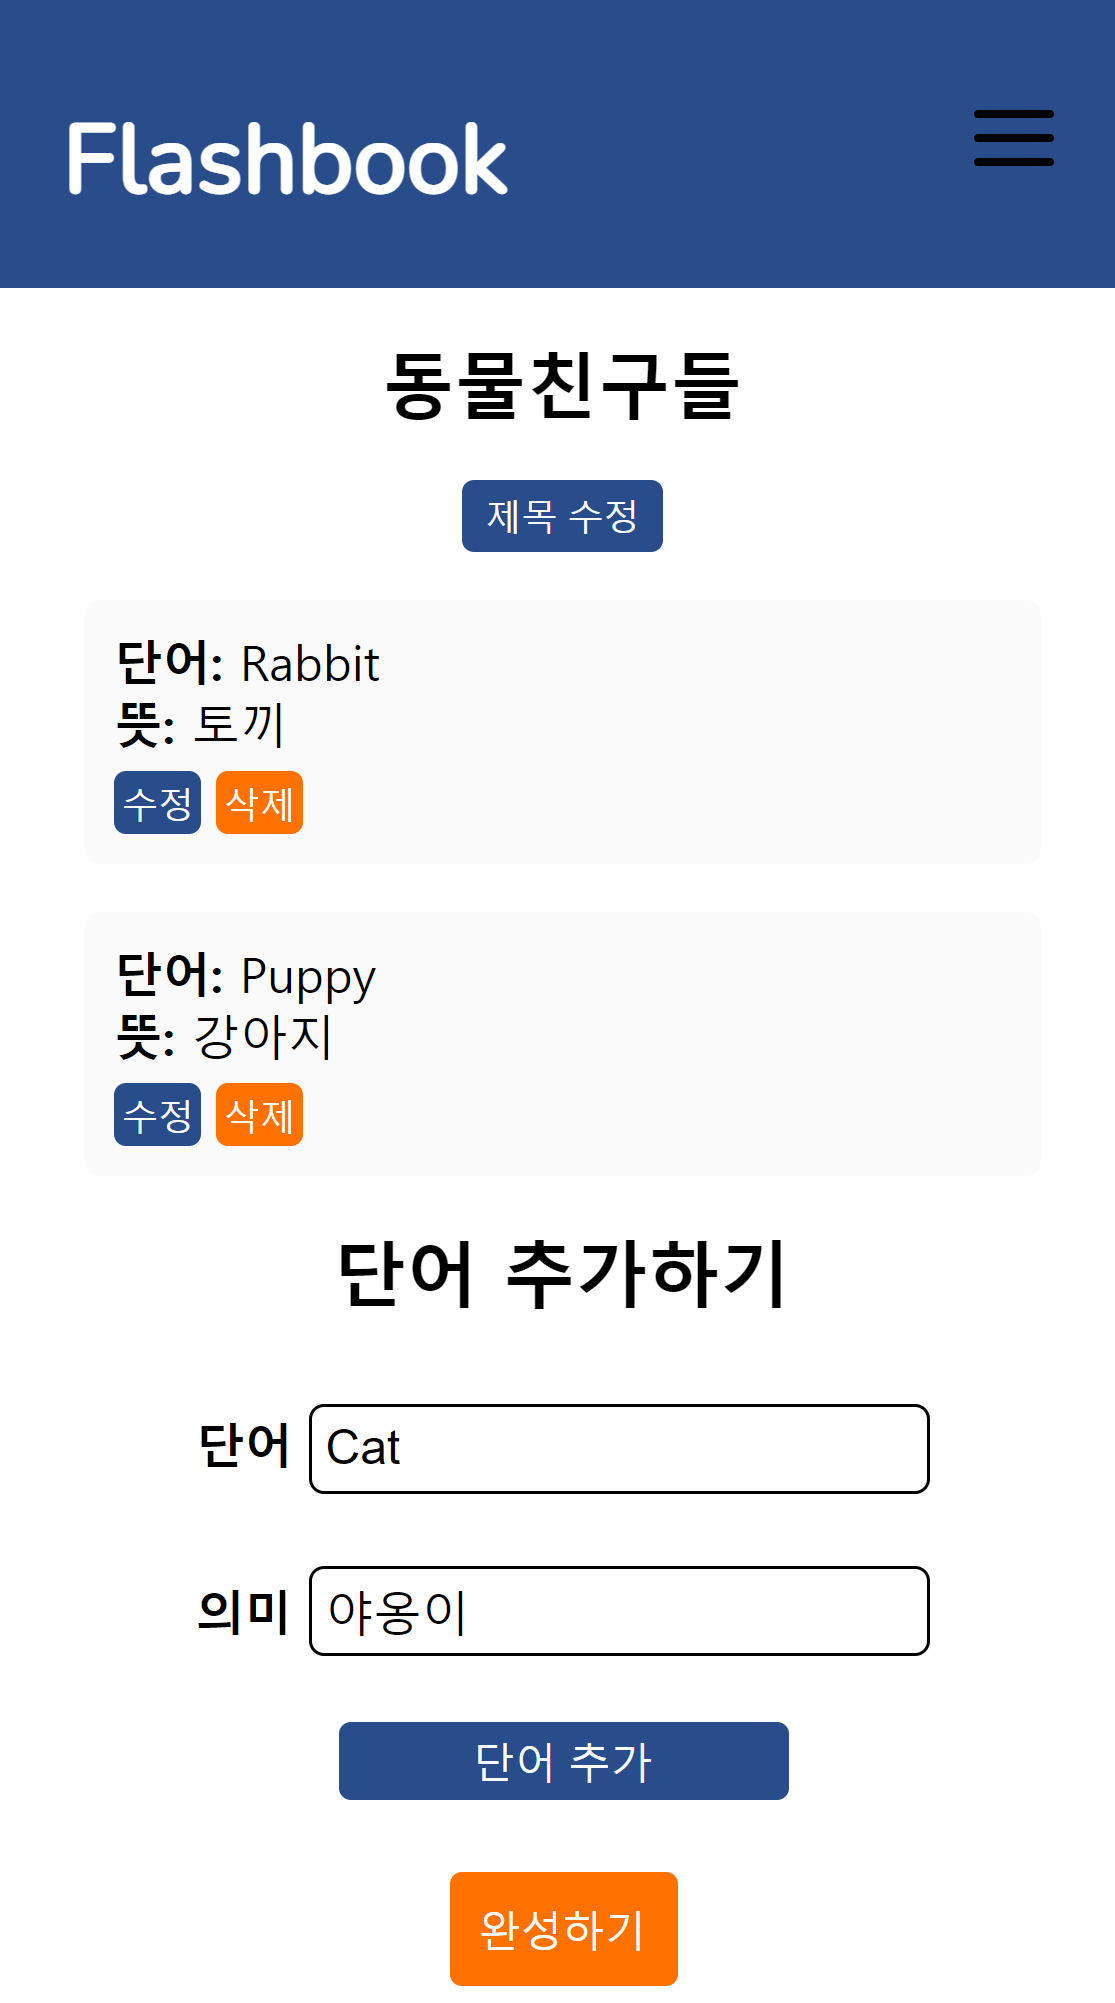 Flashbook
동물친구들
제목 수정
단어: Rabbit
뜻: 토끼
수정 삭제
단어: Puppy
뜻: 강아지
수정 삭제
단어 추가하기
단어 Cat
의미 야옹이
단어 추가
완성하기